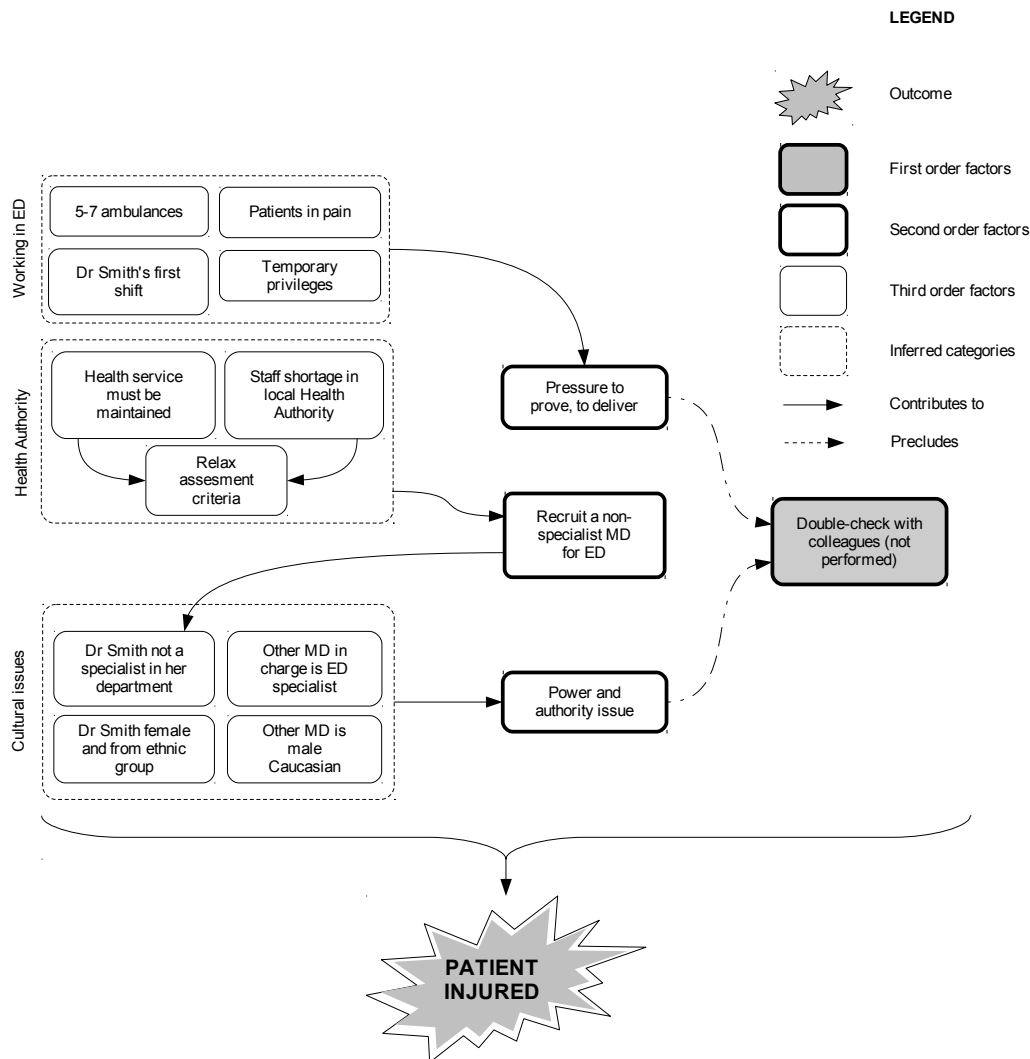 LEGEND
Outcome
First order factors
Second order factors
Third order factors
Inferred categories
Contributes to
Precludes
Working in ED
5-7 ambulances
Patients in pain
Dr Smith's first
shift
Temporary
privileges
Health Authority
Health service
must be
maintained
Staff shortage in
local Health
Authority
Relax
assesment
criteria
Pressure to
prove, to deliver
Recruit a non-
specialist MD
for ED
Double-check with
colleagues (not
performed)
Cultural issues
Dr Smith not a
specialist in her
department
Other MD in
charge is ED
specialist
Dr Smith female
and from ethnic
group
Other MD is
male
Caucasian
Power and
authority issue
PATIENT
INJURED